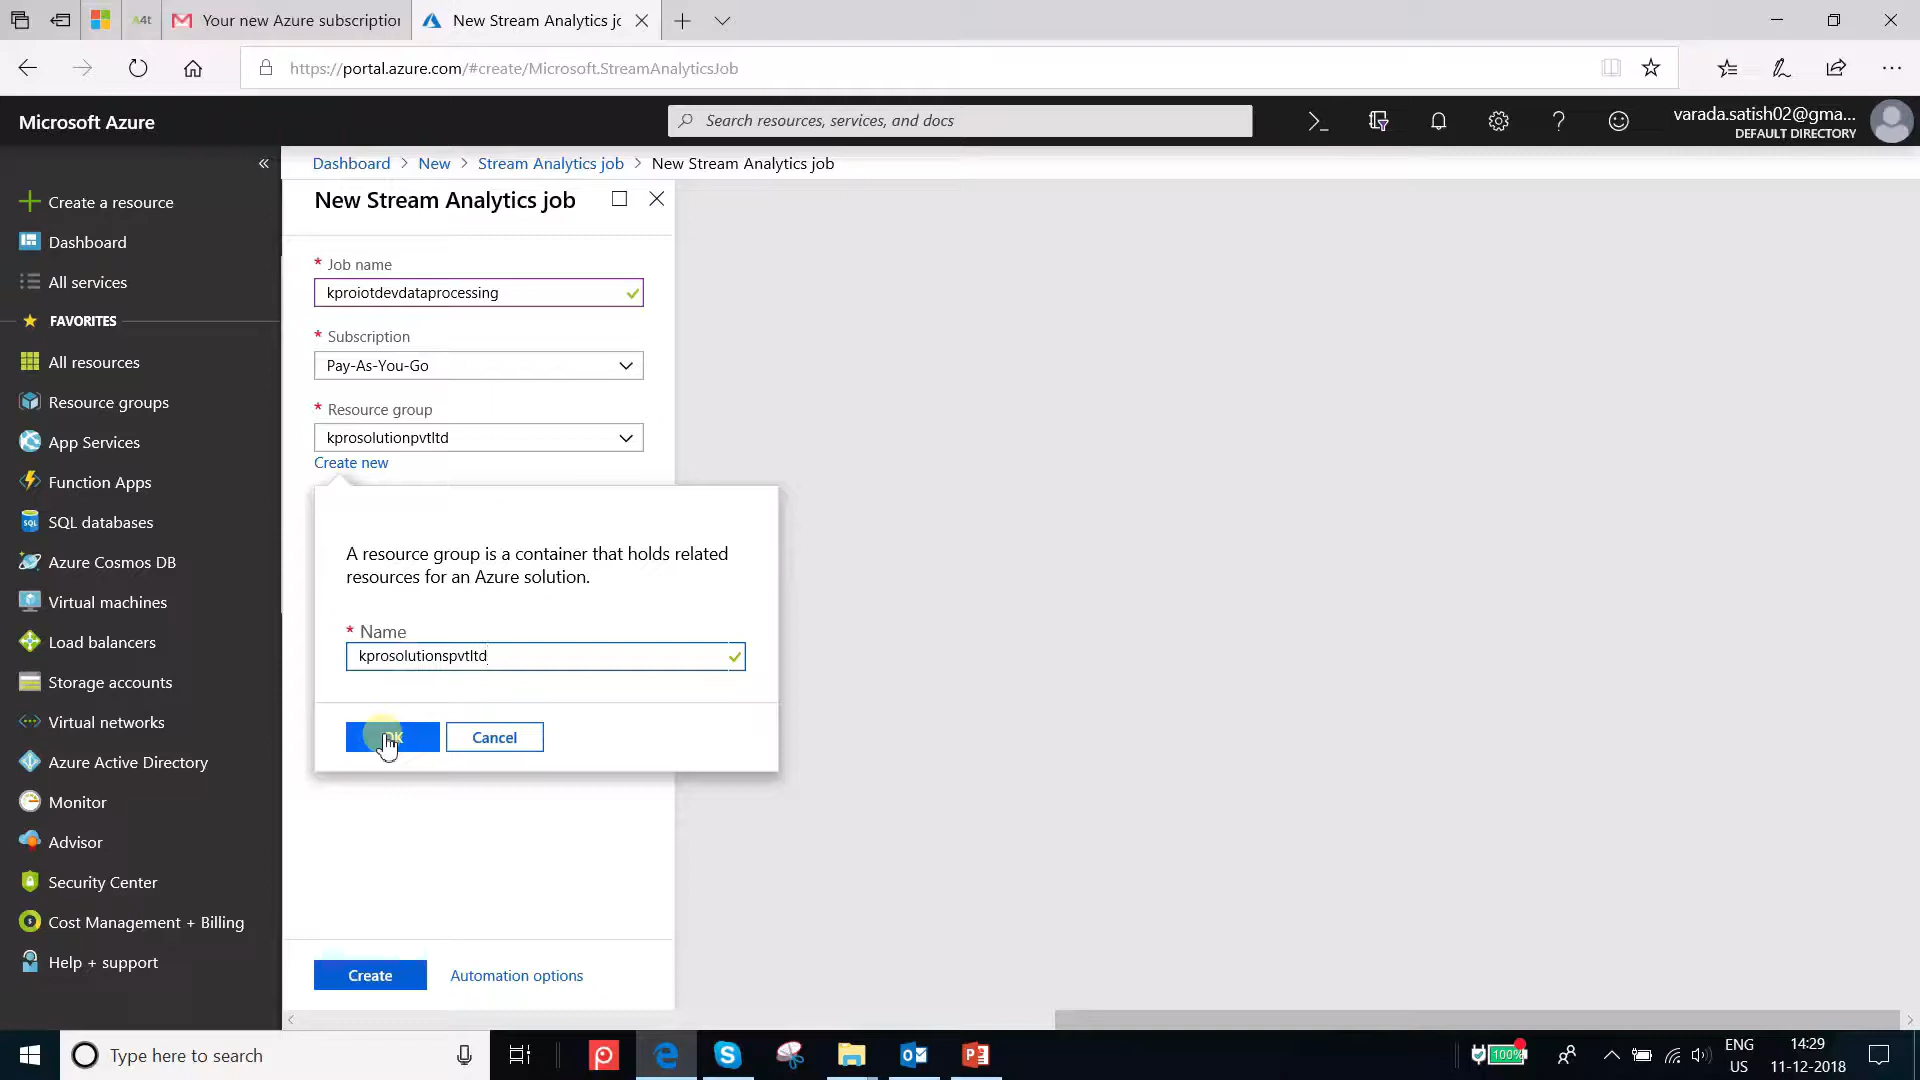 A4t
Your new Azure subscription
New Stream Analytics jo
https://portal.azure.com/#create/Microsoft.StreamAnalyticsJob
Microsoft Azure
Search resources, services, and docs
varada.satish02@gma...
DEFAULT DIRECTORY
Dashboard > New > Stream Analytics job > New Stream Analytics job
New Stream Analytics job
Create a resource
Dashboard
All services
FAVORITES
All resources
Resource groups
App Services
Function Apps
SQL databases
Azure Cosmos DB
Virtual machines
Load balancers
Storage accounts
Virtual networks
Azure Active Directory
Monitor
Advisor
Security Center
Cost Management + Billing
Help + support
* Job name
kproiotdevdataprocessing
* Subscription
Pay-As-You-Go
* Resource group
kprosolutionpvtltd
Create new
A resource group is a container that holds related
resources for an Azure solution.
* Name
kprosolutionspvtltd
OK
Cancel
Create
Automation options
Type here to search
100%
ENG
US
14:29
11-12-2018